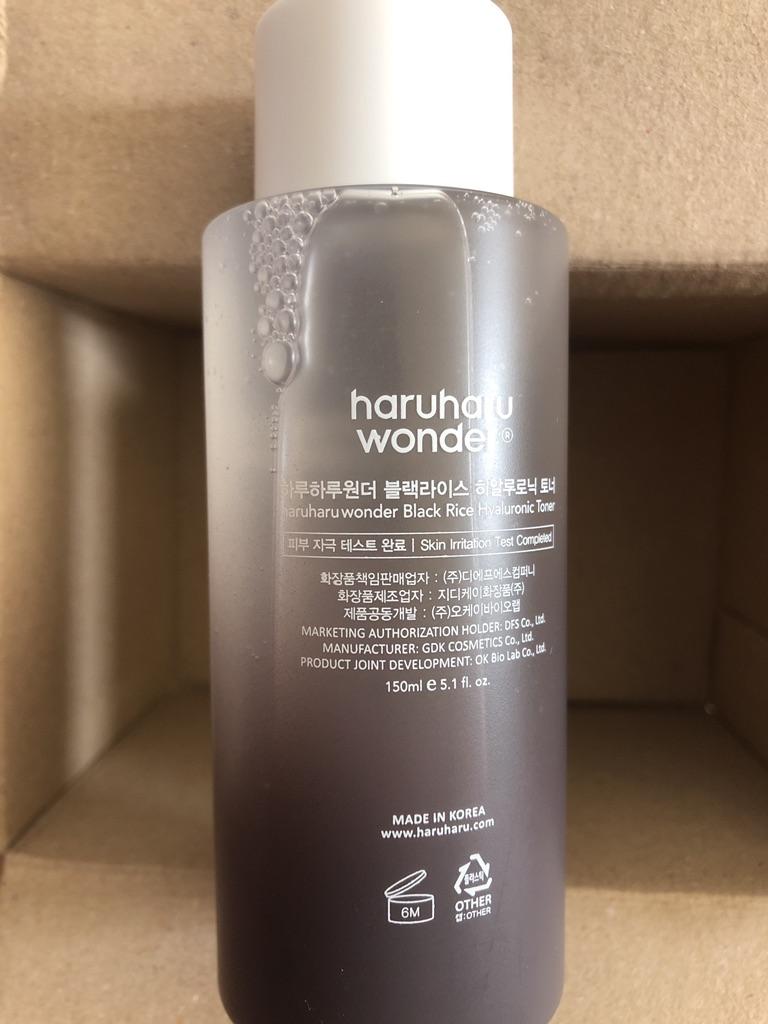 haruharu
wonder®
하루하루원더 블랙라이스 히알루로닉 토너
haruharu wonder Black Rice Hyaluronic Toner
피부 자극 테스트 완료 | Skin Irritation Test Completed
화장품책임판매업자 : (주)디에프에스컴퍼니
화장품제조업자 : 지디케이화장품(주)
제품공동개발 : (주)오케이바이오랩
MARKETING AUTHORIZATION HOLDER: DFS Co., Ltd.
MANUFACTURER: GDK COSMETICS Co., Ltd.
PRODUCT JOINT DEVELOPMENT: OK Bio Lab Co., Ltd.
150ml ℮ 5.1 fl. oz.
MADE IN KOREA
www.haruharu.com
6M
플라스틱
OTHER
캡:OTHER